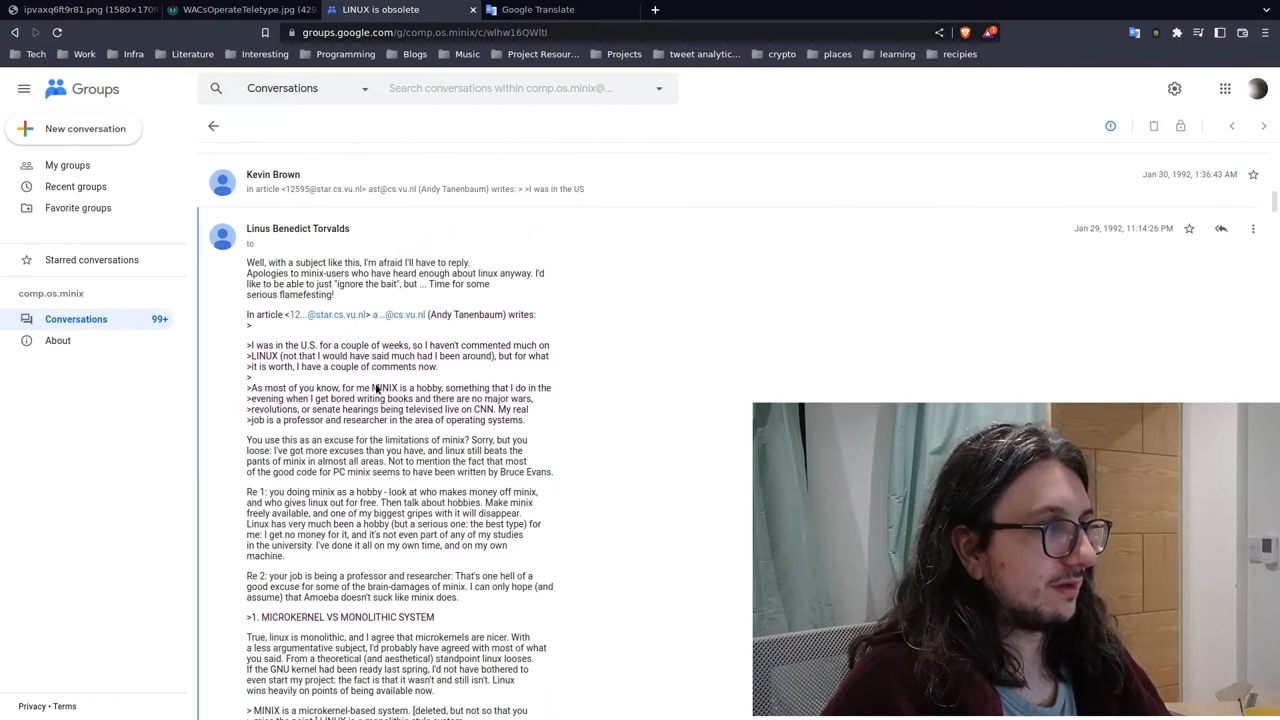 ipvaxq6ft9r81.png (1580×1709
WACsOperateTeletype.jpg (429
LINUX is obsolete
Google Translate
groups.google.com/g/comp.os.minix/c/wlhw16QWltI
Tech
Work
Infra
Literature
Interesting
Programming
Blogs
Music
Project Resour...
Projects
tweet analytic...
crypto
places
learning
recipies
Groups
Conversations
Search conversations within comp.os.minix@...
New conversation
My groups
Recent groups
Favorite groups
Starred conversations
comp.os.minix
Conversations 99+
About
Privacy • Terms
Kevin Brown
Jan 30, 1992, 1:36:43 AM
In article <12595@star.cs.vu.nl> ast@cs.vu.nl (Andy Tanenbaum) writes: > >I was in the US
Linus Benedict Torvalds
Jan 29, 1992, 11:14:26 PM
to
Well, with a subject like this, I'm afraid I'll have to reply.
Apologies to minix-users who have heard enough about linux anyway. I'd
like to be able to just "ignore the bait", but ... Time for some
serious flamefesting!
In article <12...@star.cs.vu.nl> a...@cs.vu.nl (Andy Tanenbaum) writes:
>
>I was in the U.S. for a couple of weeks, so I haven't commented much on
>LINUX (not that I would have said much had I been around), but for what
>it is worth, I have a couple of comments now.
>
>As most of you know, for me MINIX is a hobby, something that I do in the
>evening when I get bored writing books and there are no major wars,
>revolutions, or senate hearings being televised live on CNN. My real
>job is a professor and researcher in the area of operating systems.
You use this as an excuse for the limitations of minix? Sorry, but you
loose: I've got more excuses than you have, and linux still beats the
pants of minix in almost all areas. Not to mention the fact that most
of the good code for PC minix seems to have been written by Bruce Evans.
Re 1: you doing minix as a hobby - look at who makes money off minix,
and who gives linux out for free. Then talk about hobbies. Make minix
freely available, and one of my biggest gripes with it will disappear.
Linux has very much been a hobby (but a serious one: the best type) for
me: I get no money for it, and it's not even part of any of my studies
in the university. I've done it all on my own time, and on my own
machine.
Re 2: your job is being a professor and researcher: That's one hell of a
good excuse for some of the brain-damages of minix. I can only hope (and
assume) that Amoeba doesn't suck like minix does.
>1. MICROKERNEL VS MONOLITHIC SYSTEM
True, linux is monolithic, and I agree that microkernels are nicer. With
a less argumentative subject, I'd probably have agreed with most of what
you said. From a theoretical (and aesthetical) standpoint linux looses.
If the GNU kernel had been ready last spring, I'd not have bothered to
even start my project: the fact is that it wasn't and still isn't. Linux
wins heavily on points of being available now.
> MINIX is a microkernel-based system. [deleted, but not so that you